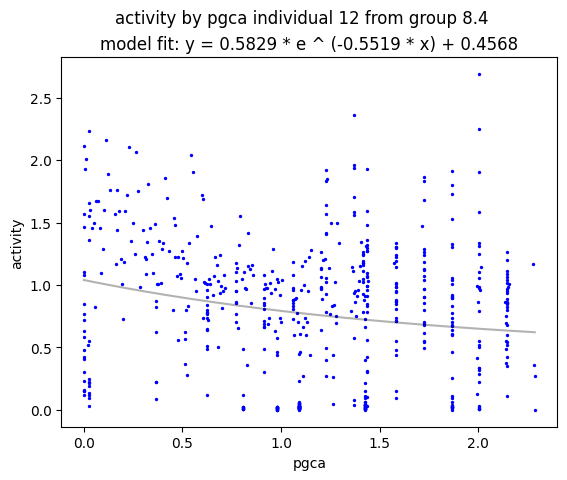 activity by pgca individual 12 from group 8.4
model fit: y = 0.5829 * e ^ (-0.5519 * x) + 0.4568
activity
2.5
2.0
1.5
1.0
0.5
0.0
0.0 0.5 1.0 1.5 2.0
pgca